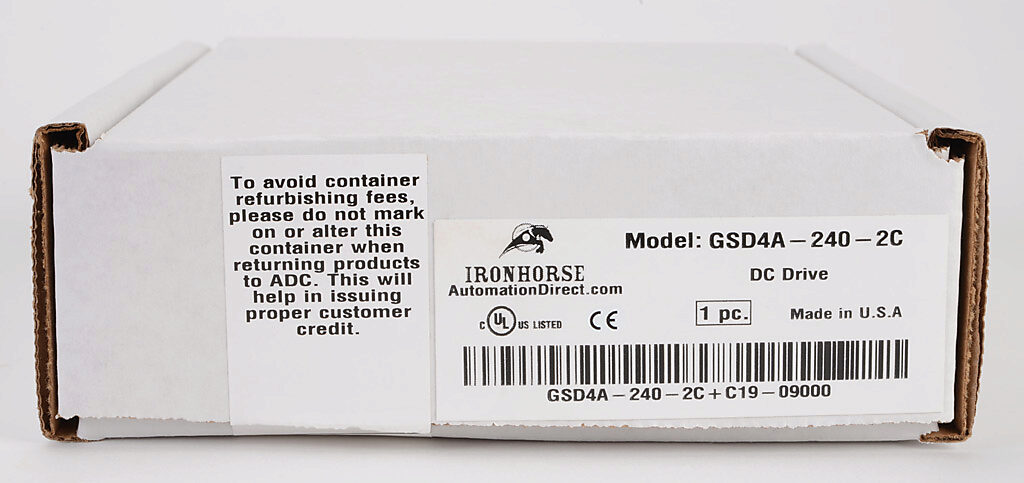 To avoid container
refurbishing fees,
please do not mark
on or alter this
container when
returning products
to ADC. This will
help in issuing
proper customer
credit.
IRONHORSE
AutomationDirect.com
Model: GSD4A-240-2C
DC Drive
C UL US LISTED CE
1 pc.
Made in U.S.A
GSD4A-240-2C+C19-09000